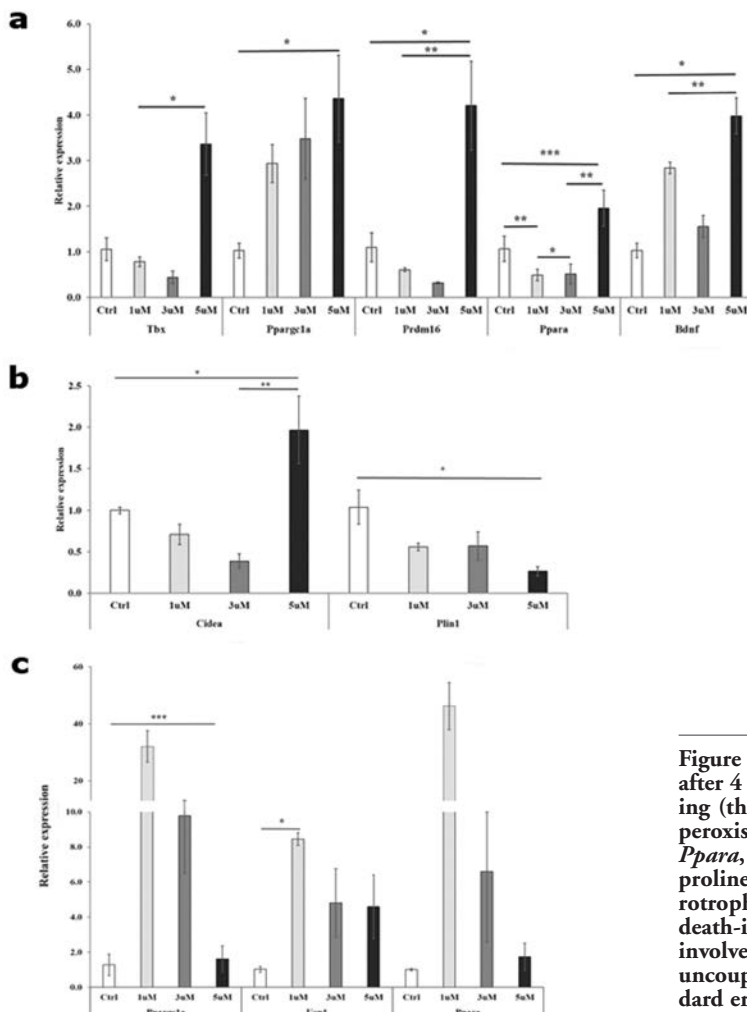 a
* * * * *
** *** **
** **
*
6.0
5.0
4.0
3.0
2.0
1.0
0.0
Relative expression
Ctrl 1uM 3uM 5uM Ctrl 1uM 3uM 5uM Ctrl 1uM 3uM 5uM Ctrl 1uM 3uM 5uM Ctrl 1uM 3uM 5uM
Tbx Ppargc1a Prdm16 Ppara Bdnf
b
* ** *
2.5
2.0
1.5
1.0
0.5
0.0
Relative expression
Ctrl 1uM 3uM 5uM Ctrl 1uM 3uM 5uM
Cidea Plin1
c
*** *
60
40
20
10.0
8.0
6.0
4.0
2.0
Relative expression
Ctrl 1uM 3uM 5uM Ctrl 1uM 3uM 5uM Ctrl 1uM 3uM 5uM
Figure
after 4
ing (th
peroxis
Ppara,
proline
rotroph
death-i
involve
uncoup
dard er